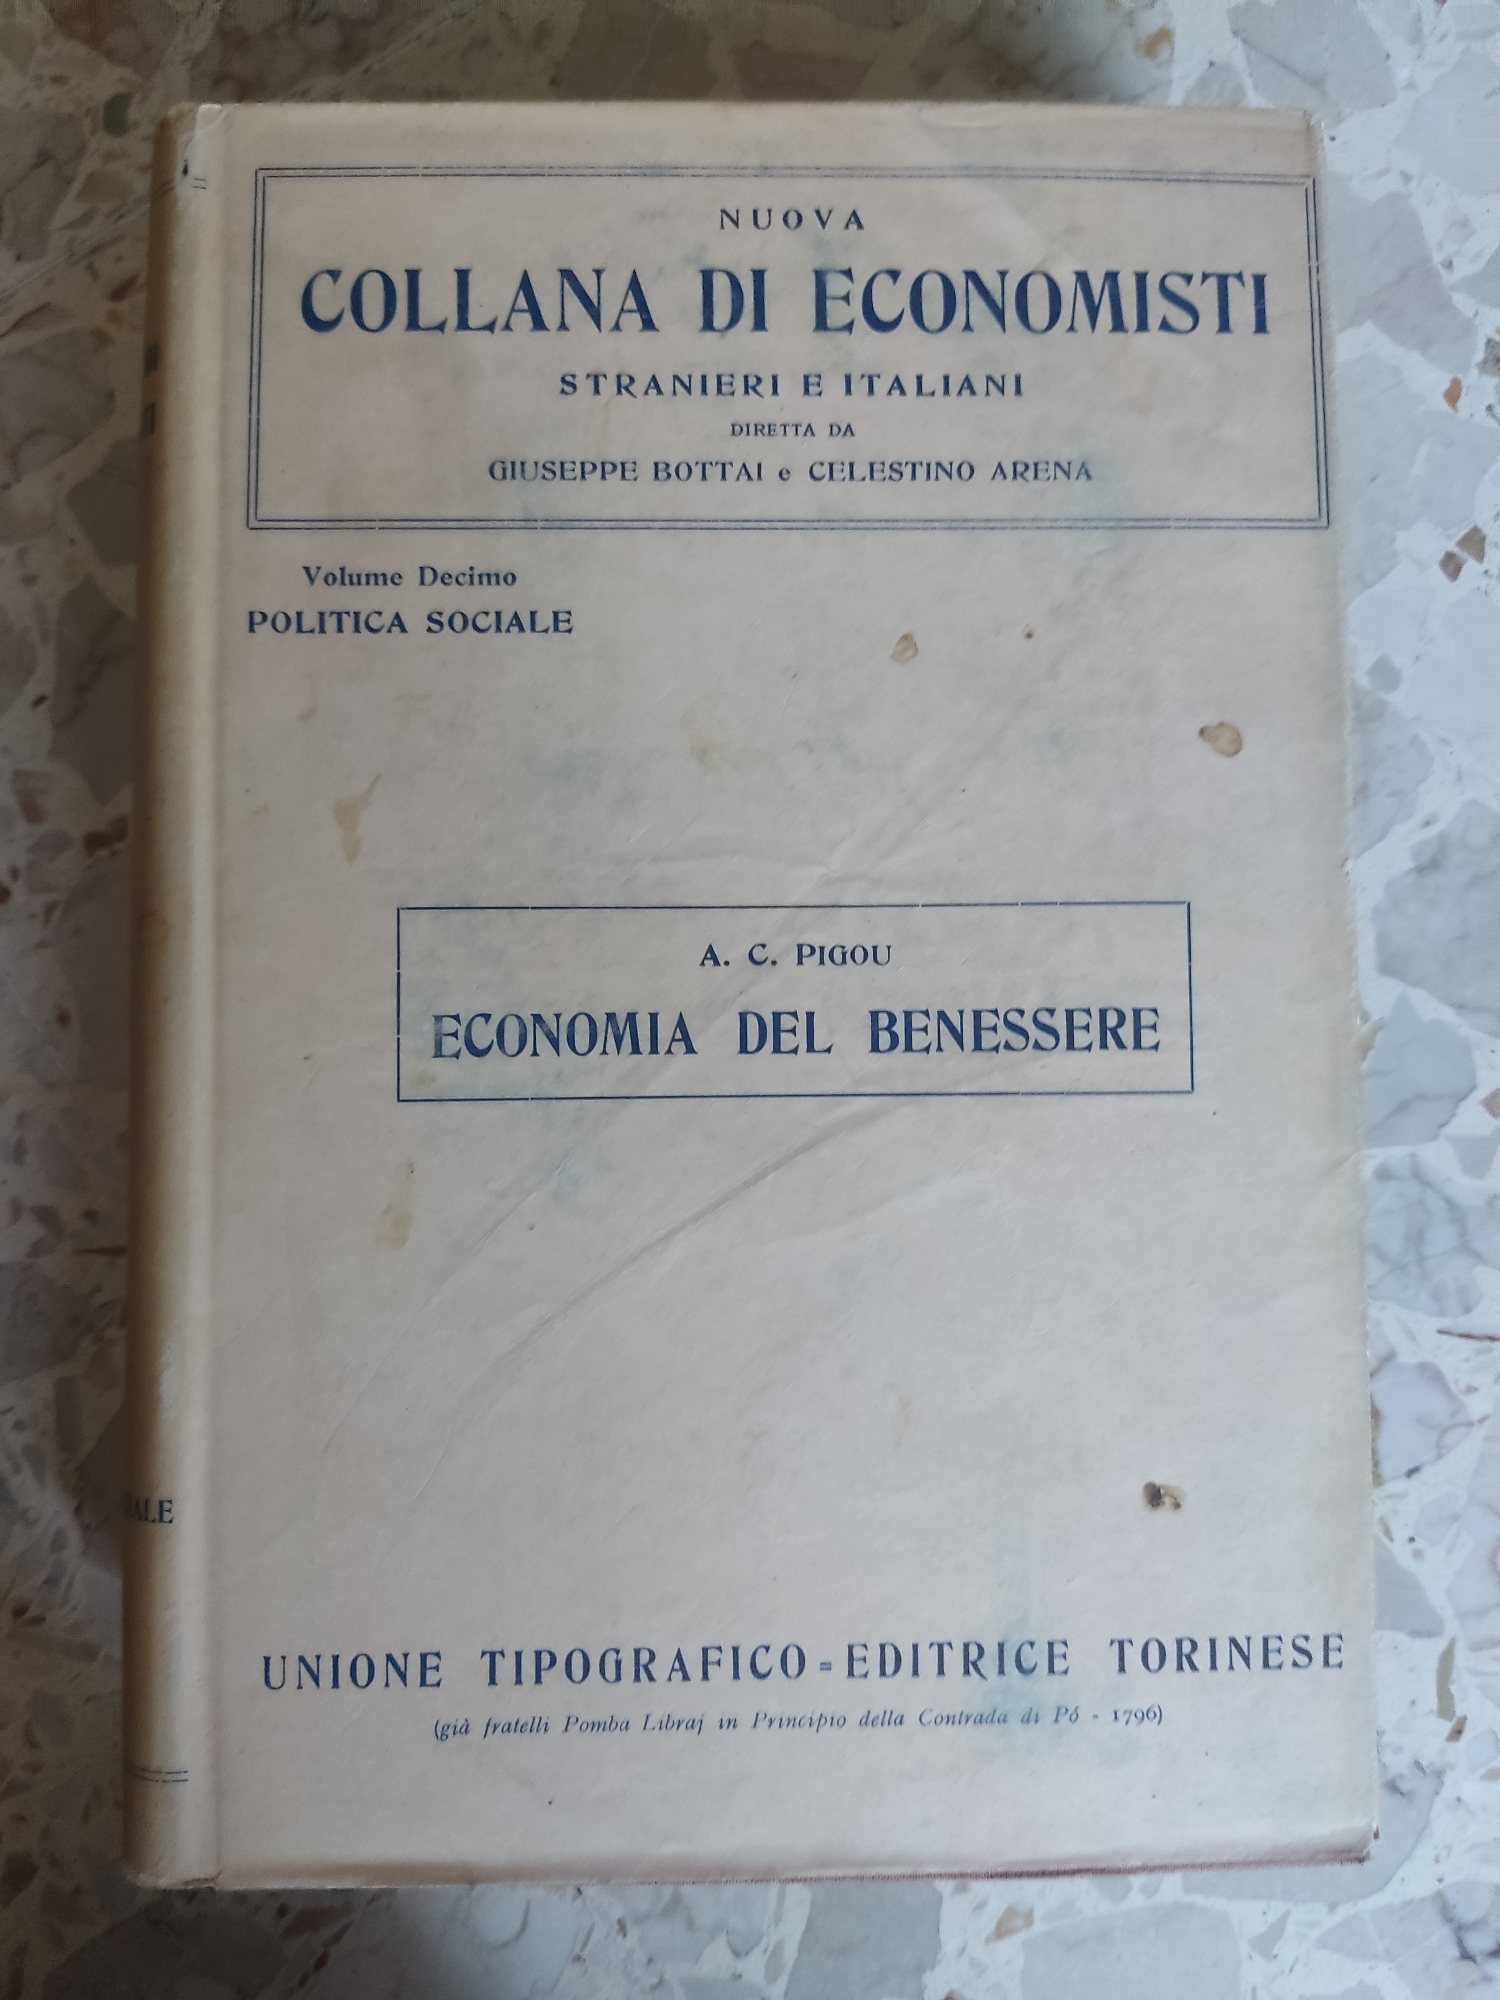 NUOVA
COLLANA DI ECONOMISTI
STRANIERI E ITALIANI
DIRETTA DA
GIUSEPPE BOTTAI e CELESTINO ARENA
Volume Decimo
POLITICA SOCIALE
A. C. PIGOU
ECONOMIA DEL BENESSERE
UNIONE TIPOGRAFICO-EDITRICE TORINESE
(già fratelli Pomba Libraj in Principio della Contrada di Pó - 1796)